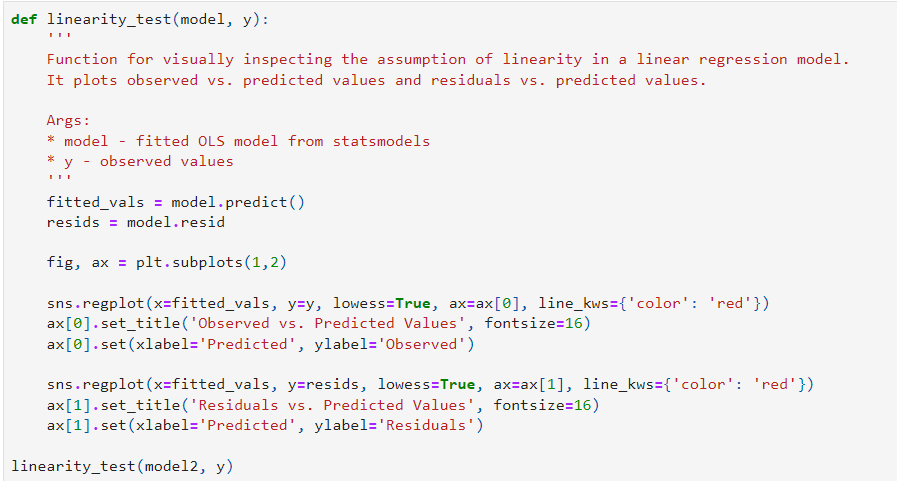 def linearity_test(model, y):
    '''
    Function for visually inspecting the assumption of linearity in a linear regression model.
    It plots observed vs. predicted values and residuals vs. predicted values.

    Args:
    * model - fitted OLS model from statsmodels
    * y - observed values
    '''
    fitted_vals = model.predict()
    resids = model.resid

    fig, ax = plt.subplots(1,2)

    sns.regplot(x=fitted_vals, y=y, lowess=True, ax=ax[0], line_kws={'color': 'red'})
    ax[0].set_title('Observed vs. Predicted Values', fontsize=16)
    ax[0].set(xlabel='Predicted', ylabel='Observed')

    sns.regplot(x=fitted_vals, y=resids, lowess=True, ax=ax[1], line_kws={'color': 'red'})
    ax[1].set_title('Residuals vs. Predicted Values', fontsize=16)
    ax[1].set(xlabel='Predicted', ylabel='Residuals')

linearity_test(model2, y)